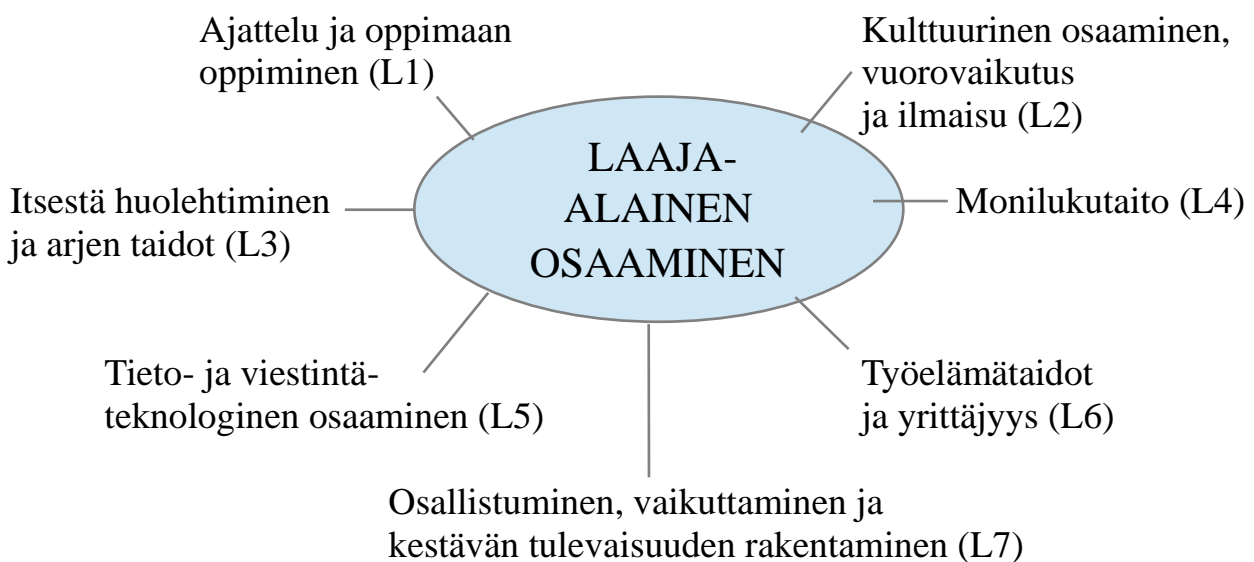 Ajattelu ja oppimaan
oppiminen (L1)
Kulttuurinen osaaminen,
vuorovaikutus
ja ilmaisu (L2)
LAAJA-
ALAINEN
OSAAMINEN
Itsestä huolehtiminen
ja arjen taidot (L3)
Monilukutaito (L4)
Tieto- ja viestintä-
teknologinen osaaminen (L5)
Työelämätaidot
ja yrittäjyys (L6)
Osallistuminen, vaikuttaminen ja
kestävän tulevaisuuden rakentaminen (L7)